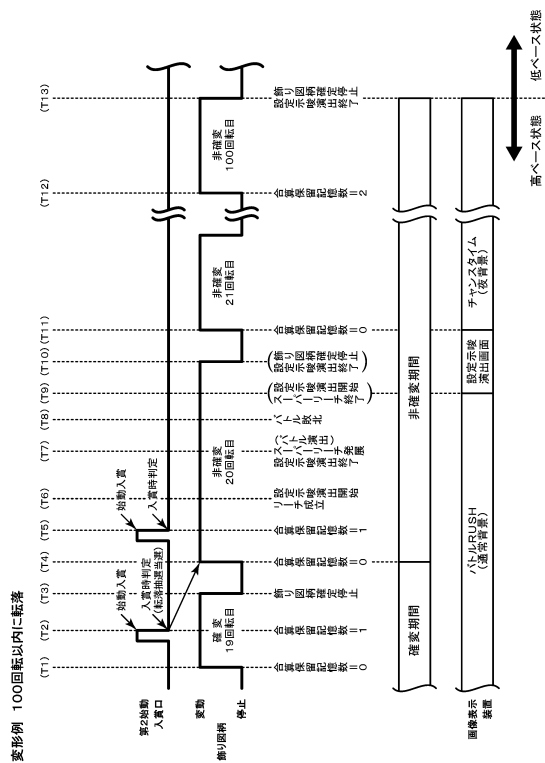 変形例　100回転以内に転落
(T1)
(T2)
(T3)
(T4)
(T5)
(T6)
(T7)
(T8)
(T9)
(T10)
(T11)
(T12)
(T13)
第2始動
入賞口
始動入賞
入賞時判定
(転落抽選当選)
始動入賞
入賞時判定
飾り図柄
変動
停止
確変
19回転目
非確変
20回転目
非確変
21回転目
非確変
100回転目
合算保留記憶数=0
合算保留記憶数=1
飾り図柄確定停止
合算保留記憶数=0
合算保留記憶数=1
設定示唆演出開始
リーチ成立
(バトル演出)
スーパーリーチ発展
設定示唆演出終了
バトル敗北
(設定示唆演出開始
スーパーリーチ終了)
(飾り図柄確定停止
設定示唆演出終了)
合算保留記憶数=0
合算保留記憶数=2
飾り図柄確定停止
設定示唆演出終了
確変期間
非確変期間
画像表示
装置
バトルRUSH
(通常背景)
設定示唆
演出画面
チャンスタイム
(夜背景)
高ベース状態
低ベース状態